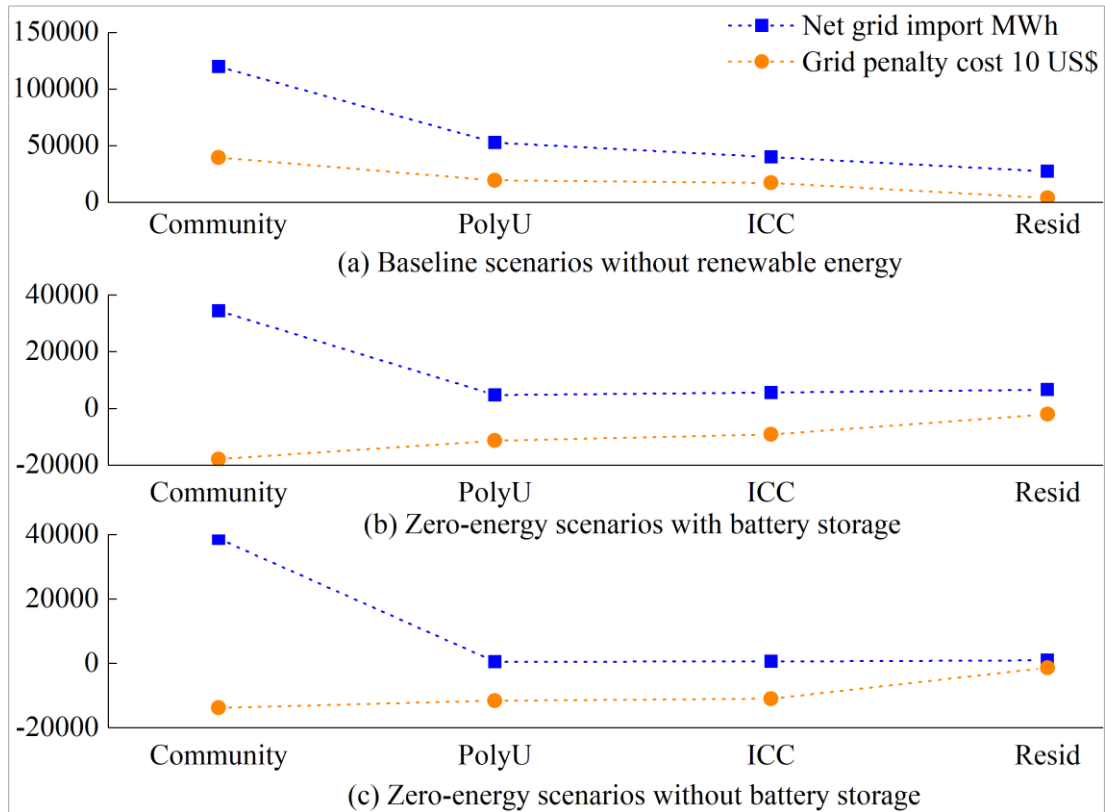 150000
Net grid import MWh
100000
Grid penalty cost 10 US$
50000
0
Community PolyU ICC Resid
(a) Baseline scenarios without renewable energy
40000
20000
0
-20000
Community PolyU ICC Resid
(b) Zero-energy scenarios with battery storage
40000
20000
0
-20000
Community PolyU ICC Resid
(c) Zero-energy scenarios without battery storage